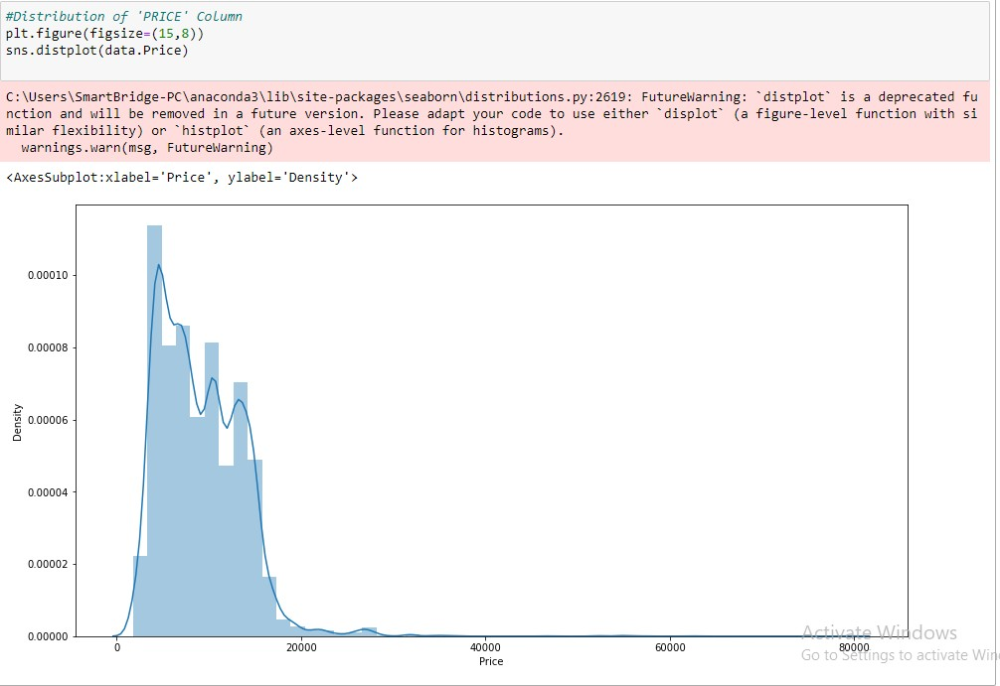 #Distribution of 'PRICE' Column
plt.figure(figsize=(15,8))
sns.distplot(data.Price)
C:\Users\SmartBridge-PC\anaconda3\lib\site-packages\seaborn\distributions.py:2619: FutureWarning: `distplot` is a deprecated fu
nction and will be removed in a future version. Please adapt your code to use either `displot` (a figure-level function with si
milar flexibility) or `histplot` (an axes-level function for histograms).
warnings.warn(msg, FutureWarning)
<AxesSubplot:xlabel='Price', ylabel='Density'>
0.00010
0.00008
0.00006
0.00004
0.00002
0.00000
Density
0 20000 40000 60000 80000
Price
Activate Windows
Go to Settings to activate Win